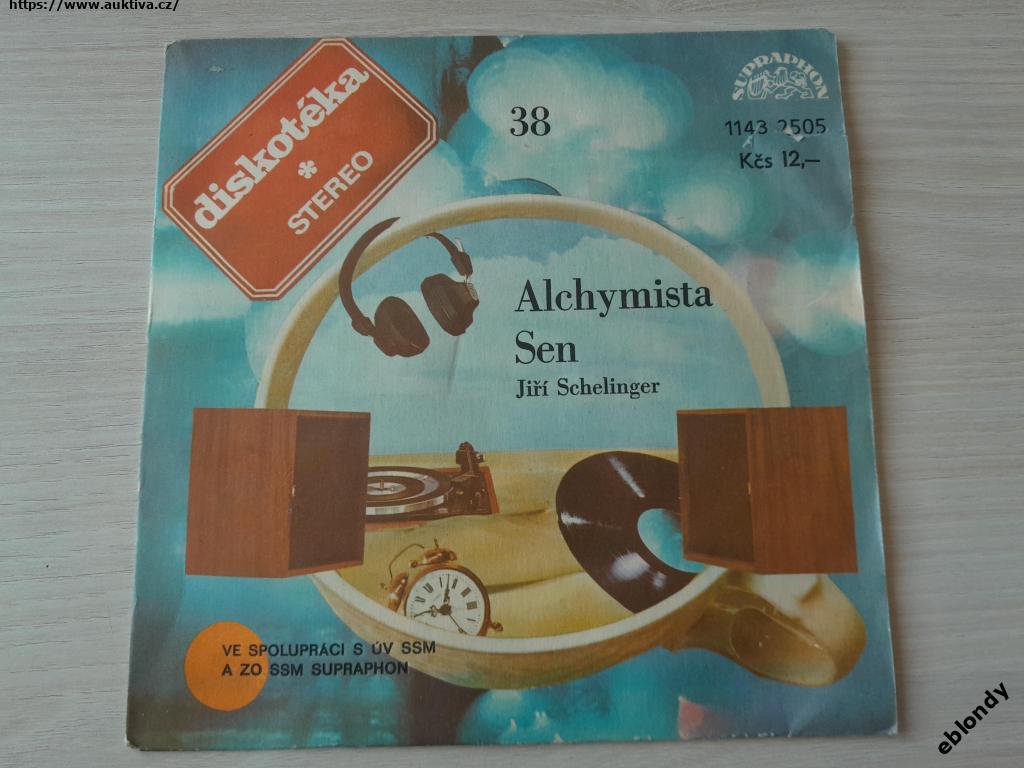 https://www.auktiva.cz/
diskotéka
*
STEREO
38
SUPRAPHON
1143 2505
Kčs 12,–
Alchymista
Sen
Jiří Schelinger
VE SPOLUPRÁCI S ÚV SSM
A ZO SSM SUPRAPHON
eblondy